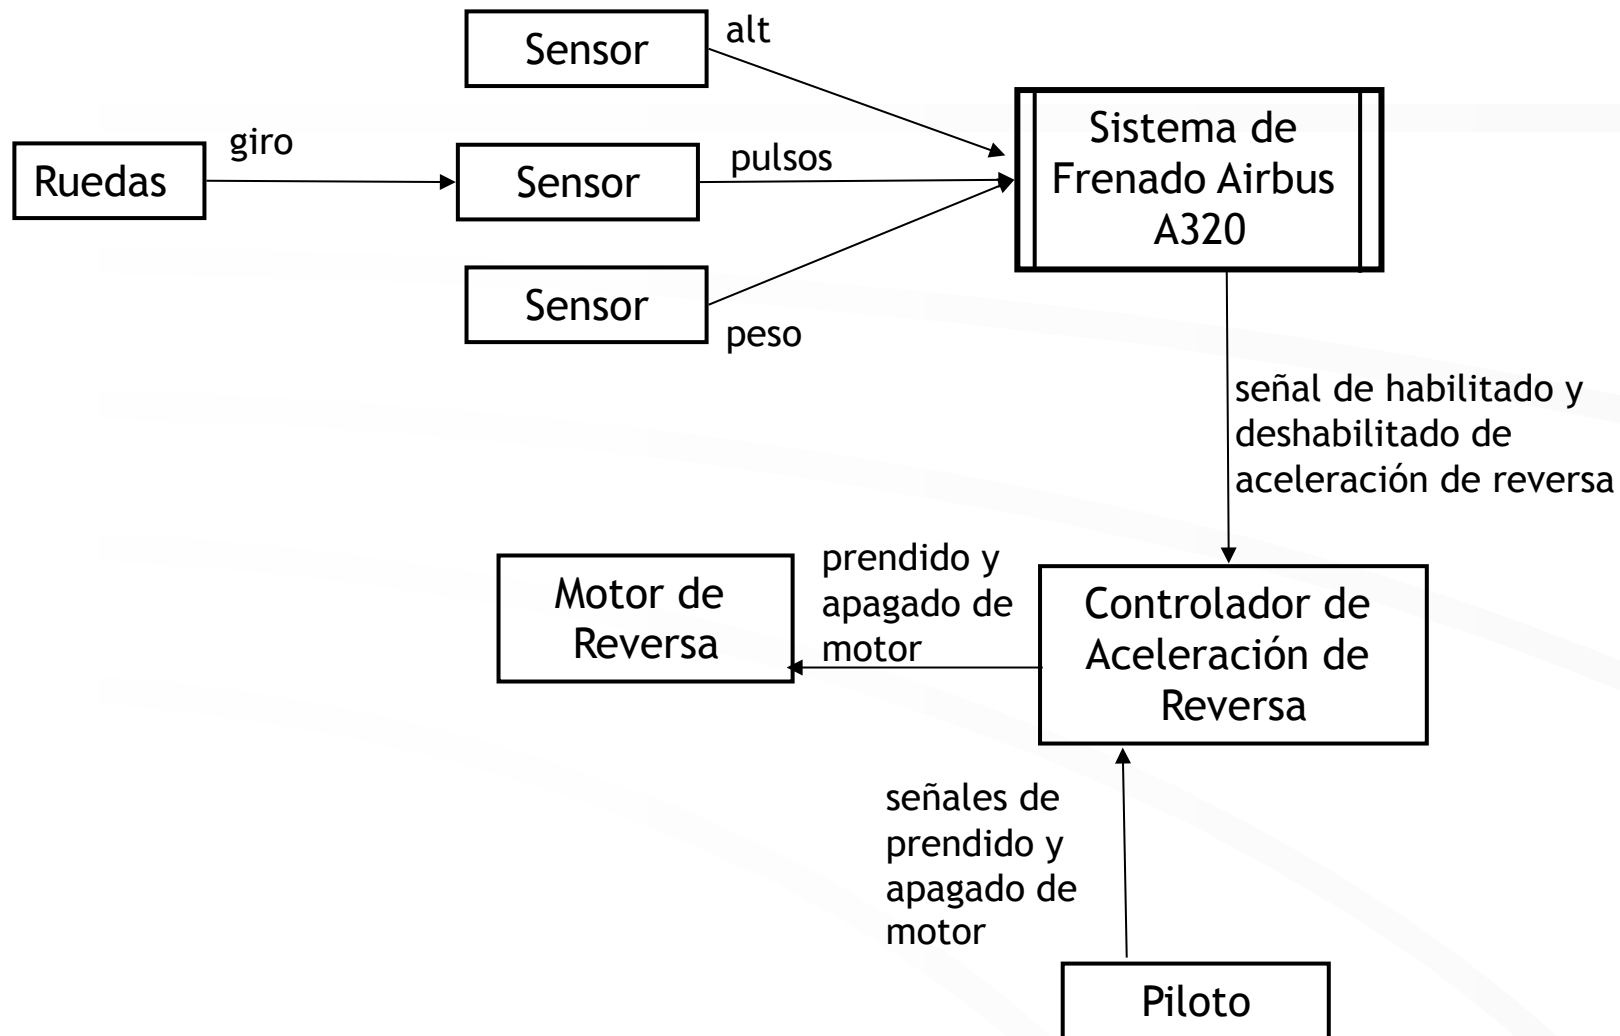 Sensor
alt
Ruedas
giro
Sensor
pulsos
Sensor
peso
Sistema de
Frenado Airbus
A320
señal de habilitado y
deshabilitado de
aceleración de reversa
Motor de
Reversa
prendido y
apagado de
motor
Controlador de
Aceleración de
Reversa
señales de
prendido y
apagado de
motor
Piloto